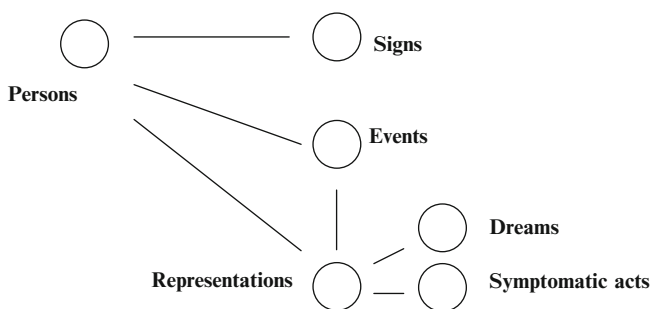 Signs
Persons
Events
Dreams
Representations
Symptomatic acts